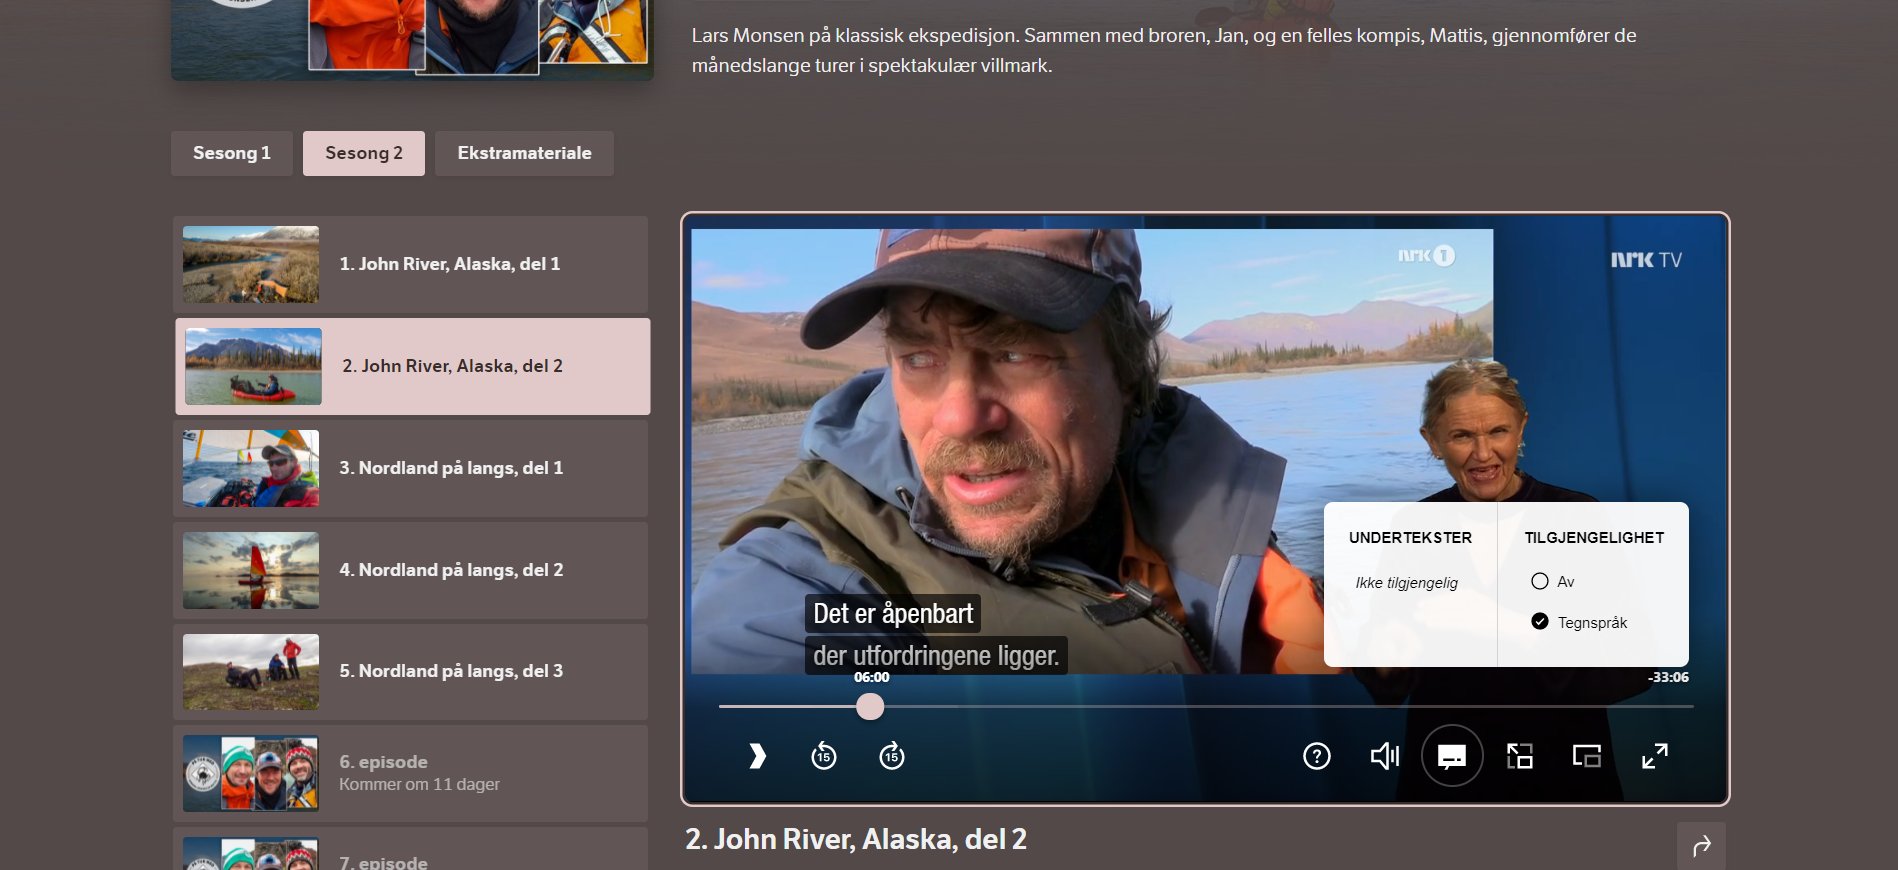 Lars Monsen på klassisk ekspedisjon. Sammen med broren, Jan, og en felles kompis, Mattis, gjennomfører de
månedslange turer i spektakulær villmark.
Sesong 1
Sesong 2
Ekstramateriale
1. John River, Alaska, del 1
2. John River, Alaska, del 2
3. Nordland på langs, del 1
4. Nordland på langs, del 2
5. Nordland på langs, del 3
6. episode
Kommer om 11 dager
7. episode
NRK 1
NRK TV
UNDERTEKSTER
Ikke tilgjengelig
TILGJENGELIGHET
Av
Tegnspråk
Det er åpenbart
der utfordringene ligger.
06:00
-33:06
15
15
?
2. John River, Alaska, del 2